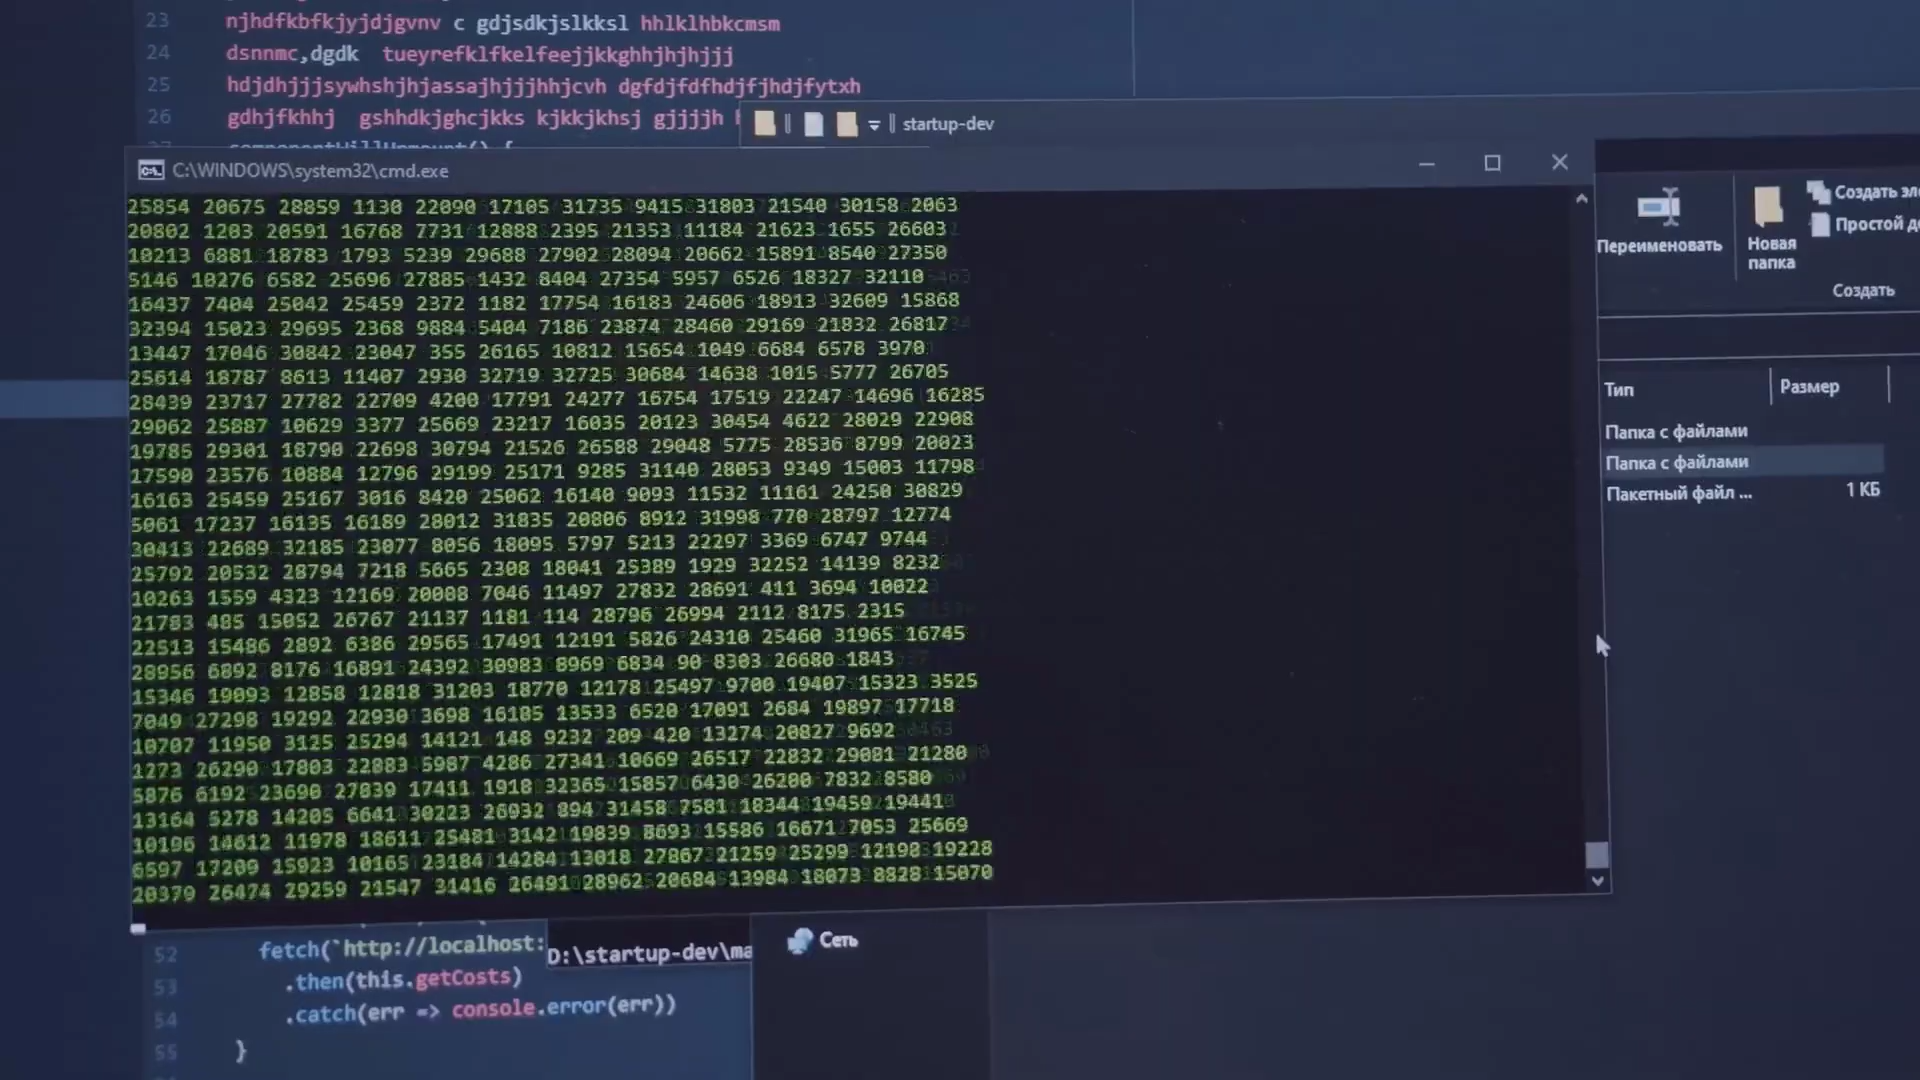 23 njhdfkbfkjyjdjgvnv c gdjsdkjslkksl hhlklhbkcmsm
24 dsnnmc,dgdk tueyrefklfkelfeejjkkghhjhjhjjj
25 hdjdhjjjsywhshjhjassajhjjjhhjcvh dgfdjfdfhdjfjhdjfytxh
26 gdhjfkhhj gshhdkjghcjkks kjkkjkhsj gjjjjh
startup-dev
C:\WINDOWS\system32\cmd.exe
25854 20675 28859 1130 22090 17105 31735 9415 31803 21540 30158 2063
20802 1203 20591 16768 7731 12888 2395 21353 11184 21623 1655 26603
10213 6881 18783 1793 5239 29688 27902 28094 20662 15891 8540 27350
5146 10276 6582 25696 27885 1432 8404 27354 5957 6526 18327 32110
16437 7404 25042 25459 2372 1182 17754 16183 24606 18913 32609 15868
32394 15023 29695 2368 9884 5404 7186 23874 28460 29169 21832 26817
13447 17046 30842 23047 355 26165 10812 15654 1049 6684 6578 3970
25614 18787 8613 11407 2930 32719 32725 30684 14638 1015 5777 26705
28439 23717 27782 22709 4200 17791 24277 16754 17519 22247 14696 16285
29062 25887 10629 3377 25669 23217 16035 20123 30454 4622 28029 22908
19785 29301 18790 22698 30794 21526 26588 29048 5775 28536 8799 20023
17590 23576 10884 12796 29199 25171 9285 31140 28053 9349 15003 11798
16163 25459 25167 3016 8420 25062 16140 9093 11532 11161 24250 30829
5061 17237 16135 16189 28012 31835 20806 8912 31998 770 28797 12774
30413 22689 32185 23077 8056 18095 5797 5213 22297 3369 6747 9744
25792 20532 28794 7218 5665 2308 18041 25389 1929 32252 14139 8232
10263 1559 4323 12169 20008 7046 11497 27832 28691 411 3694 10022
21783 485 15052 26767 21137 1181 114 28796 26994 2112 8175 2315
22513 15486 2892 6386 29565 17491 12191 5826 24310 25460 31965 16745
28956 6892 8176 16891 24392 30983 8969 6834 90 8303 26680 1843
15346 19093 12858 12818 31203 18770 12178 25497 9700 19407 15323 3525
7049 27298 19292 22930 3698 16185 13533 6520 17091 2684 19897 17718
10707 11950 3125 25294 14121 148 9232 209 420 13274 20827 9692
1273 26290 17803 22883 5987 4286 27341 10669 26517 22832 29081 21280
5876 6192 23690 27039 17411 1918 32365 15857 6430 26200 7832 8580
13164 5278 14205 6641 30223 26032 894 31458 7581 18344 19459 19441
10196 14612 11978 18611 25481 3142 19839 8693 15586 16671 7053 25669
6597 17209 15923 10165 23184 14284 13018 27867 21259 25299 12198 19228
20379 26474 29259 21547 31416 26491 28962 20684 13984 18073 8828 15070
Переименовать
Новая
папка
Создать
Простой
Создать
Тип Размер
Папка с файлами
Папка с файлами
Пакетный файл ... 1 КБ
52 fetch(`http://localhost:
D:\startup-dev\ma
Сеть
53 .then(this.getCosts)
54 .catch(err => console.error(err))
55 }